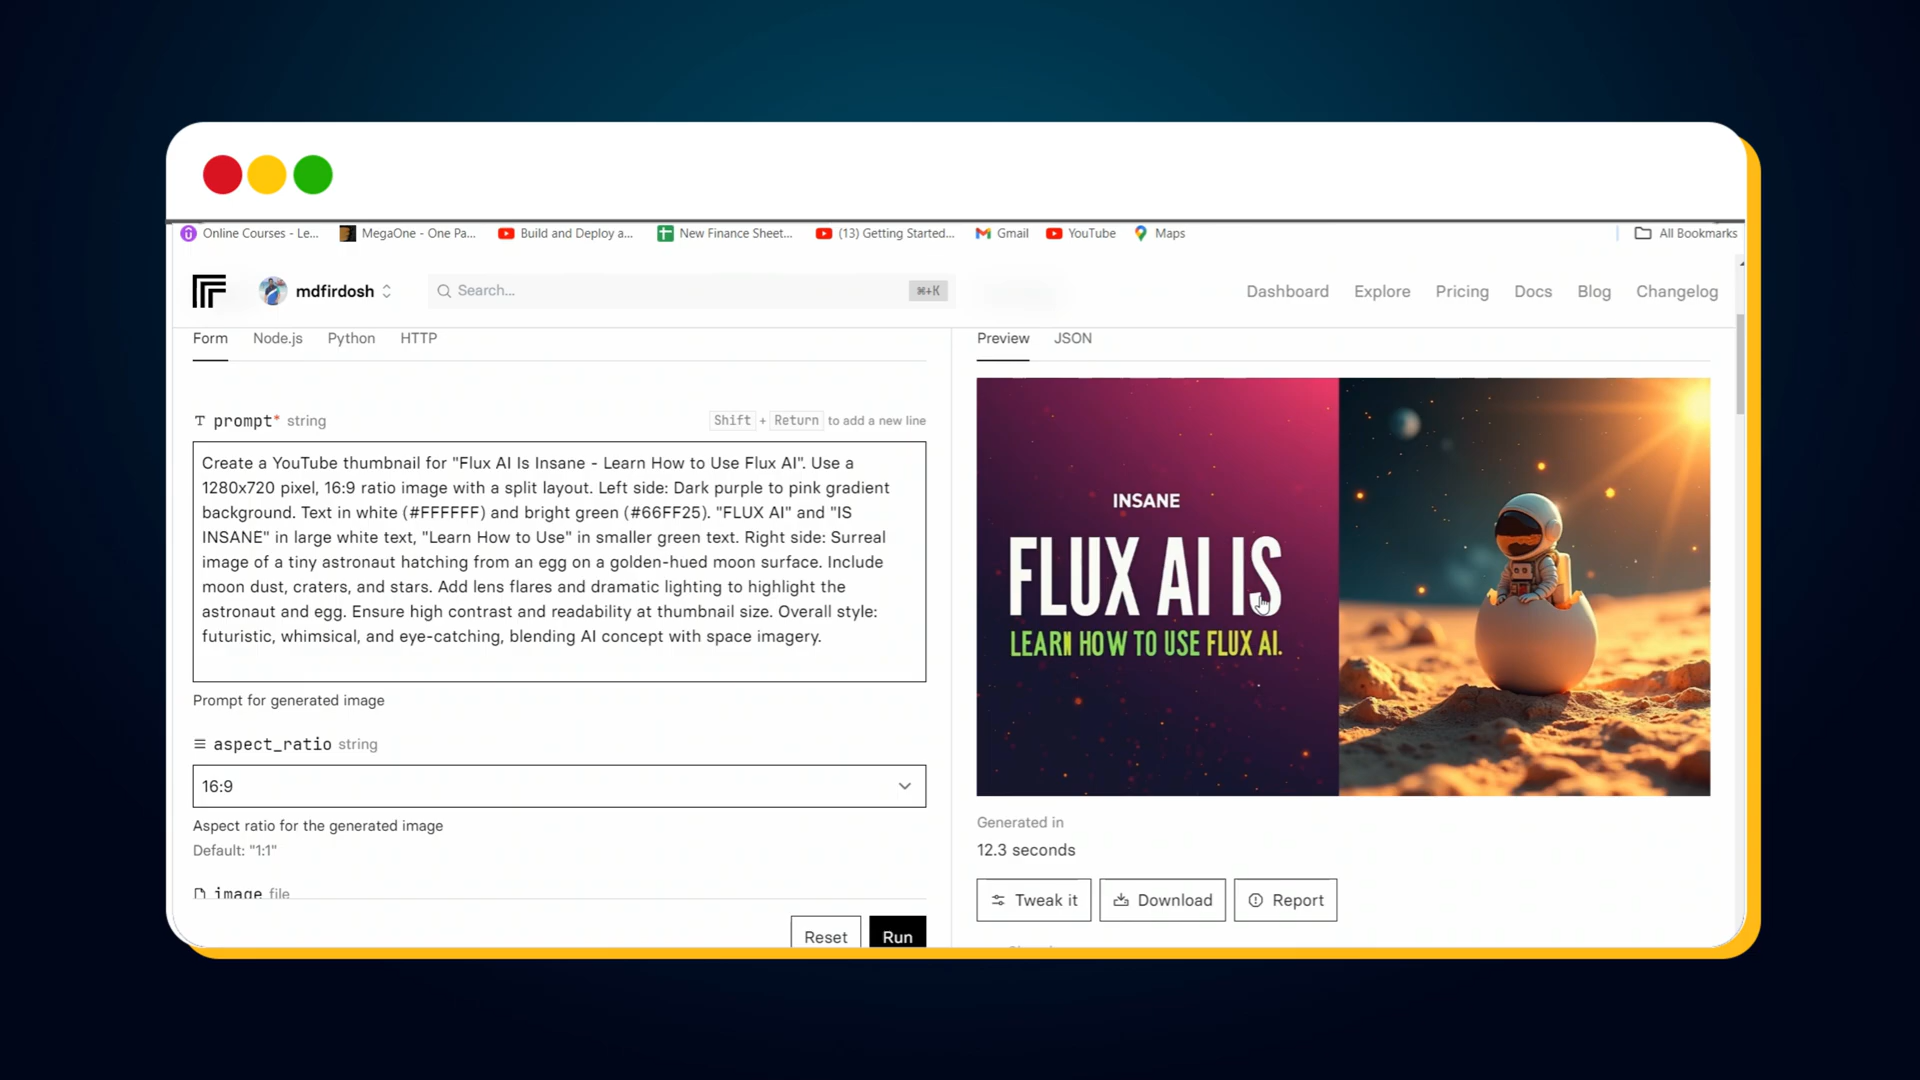 Online Courses - Le...
MegaOne - One Pa...
Build and Deploy a...
New Finance Sheet...
(13) Getting Started...
Gmail
YouTube
Maps
All Bookmarks
mdfirdosh
Search...
⌘+K
Dashboard
Explore
Pricing
Docs
Blog
Changelog
Form
Node.js
Python
HTTP
T prompt* string
Shift + Return to add a new line
Create a YouTube thumbnail for "Flux AI Is Insane - Learn How to Use Flux AI". Use a
1280x720 pixel, 16:9 ratio image with a split layout. Left side: Dark purple to pink gradient
background. Text in white (#FFFFFF) and bright green (#66FF25). "FLUX AI" and "IS
INSANE" in large white text, "Learn How to Use" in smaller green text. Right side: Surreal
image of a tiny astronaut hatching from an egg on a golden-hued moon surface. Include
moon dust, craters, and stars. Add lens flares and dramatic lighting to highlight the
astronaut and egg. Ensure high contrast and readability at thumbnail size. Overall style:
futuristic, whimsical, and eye-catching, blending AI concept with space imagery.
Prompt for generated image
aspect_ratio string
16:9
Aspect ratio for the generated image
Default: "1:1"
image file
Reset
Run
Preview
JSON
INSANE
FLUX AI IS
LEARN HOW TO USE FLUX AI.
Generated in
12.3 seconds
Tweak it
Download
Report